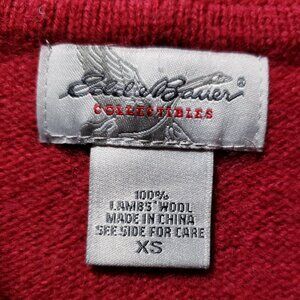 Eddie Bauer®
COLLECTIBLES
100%
LAMBS' WOOL
MADE IN CHINA
SEE SIDE FOR CARE
XS